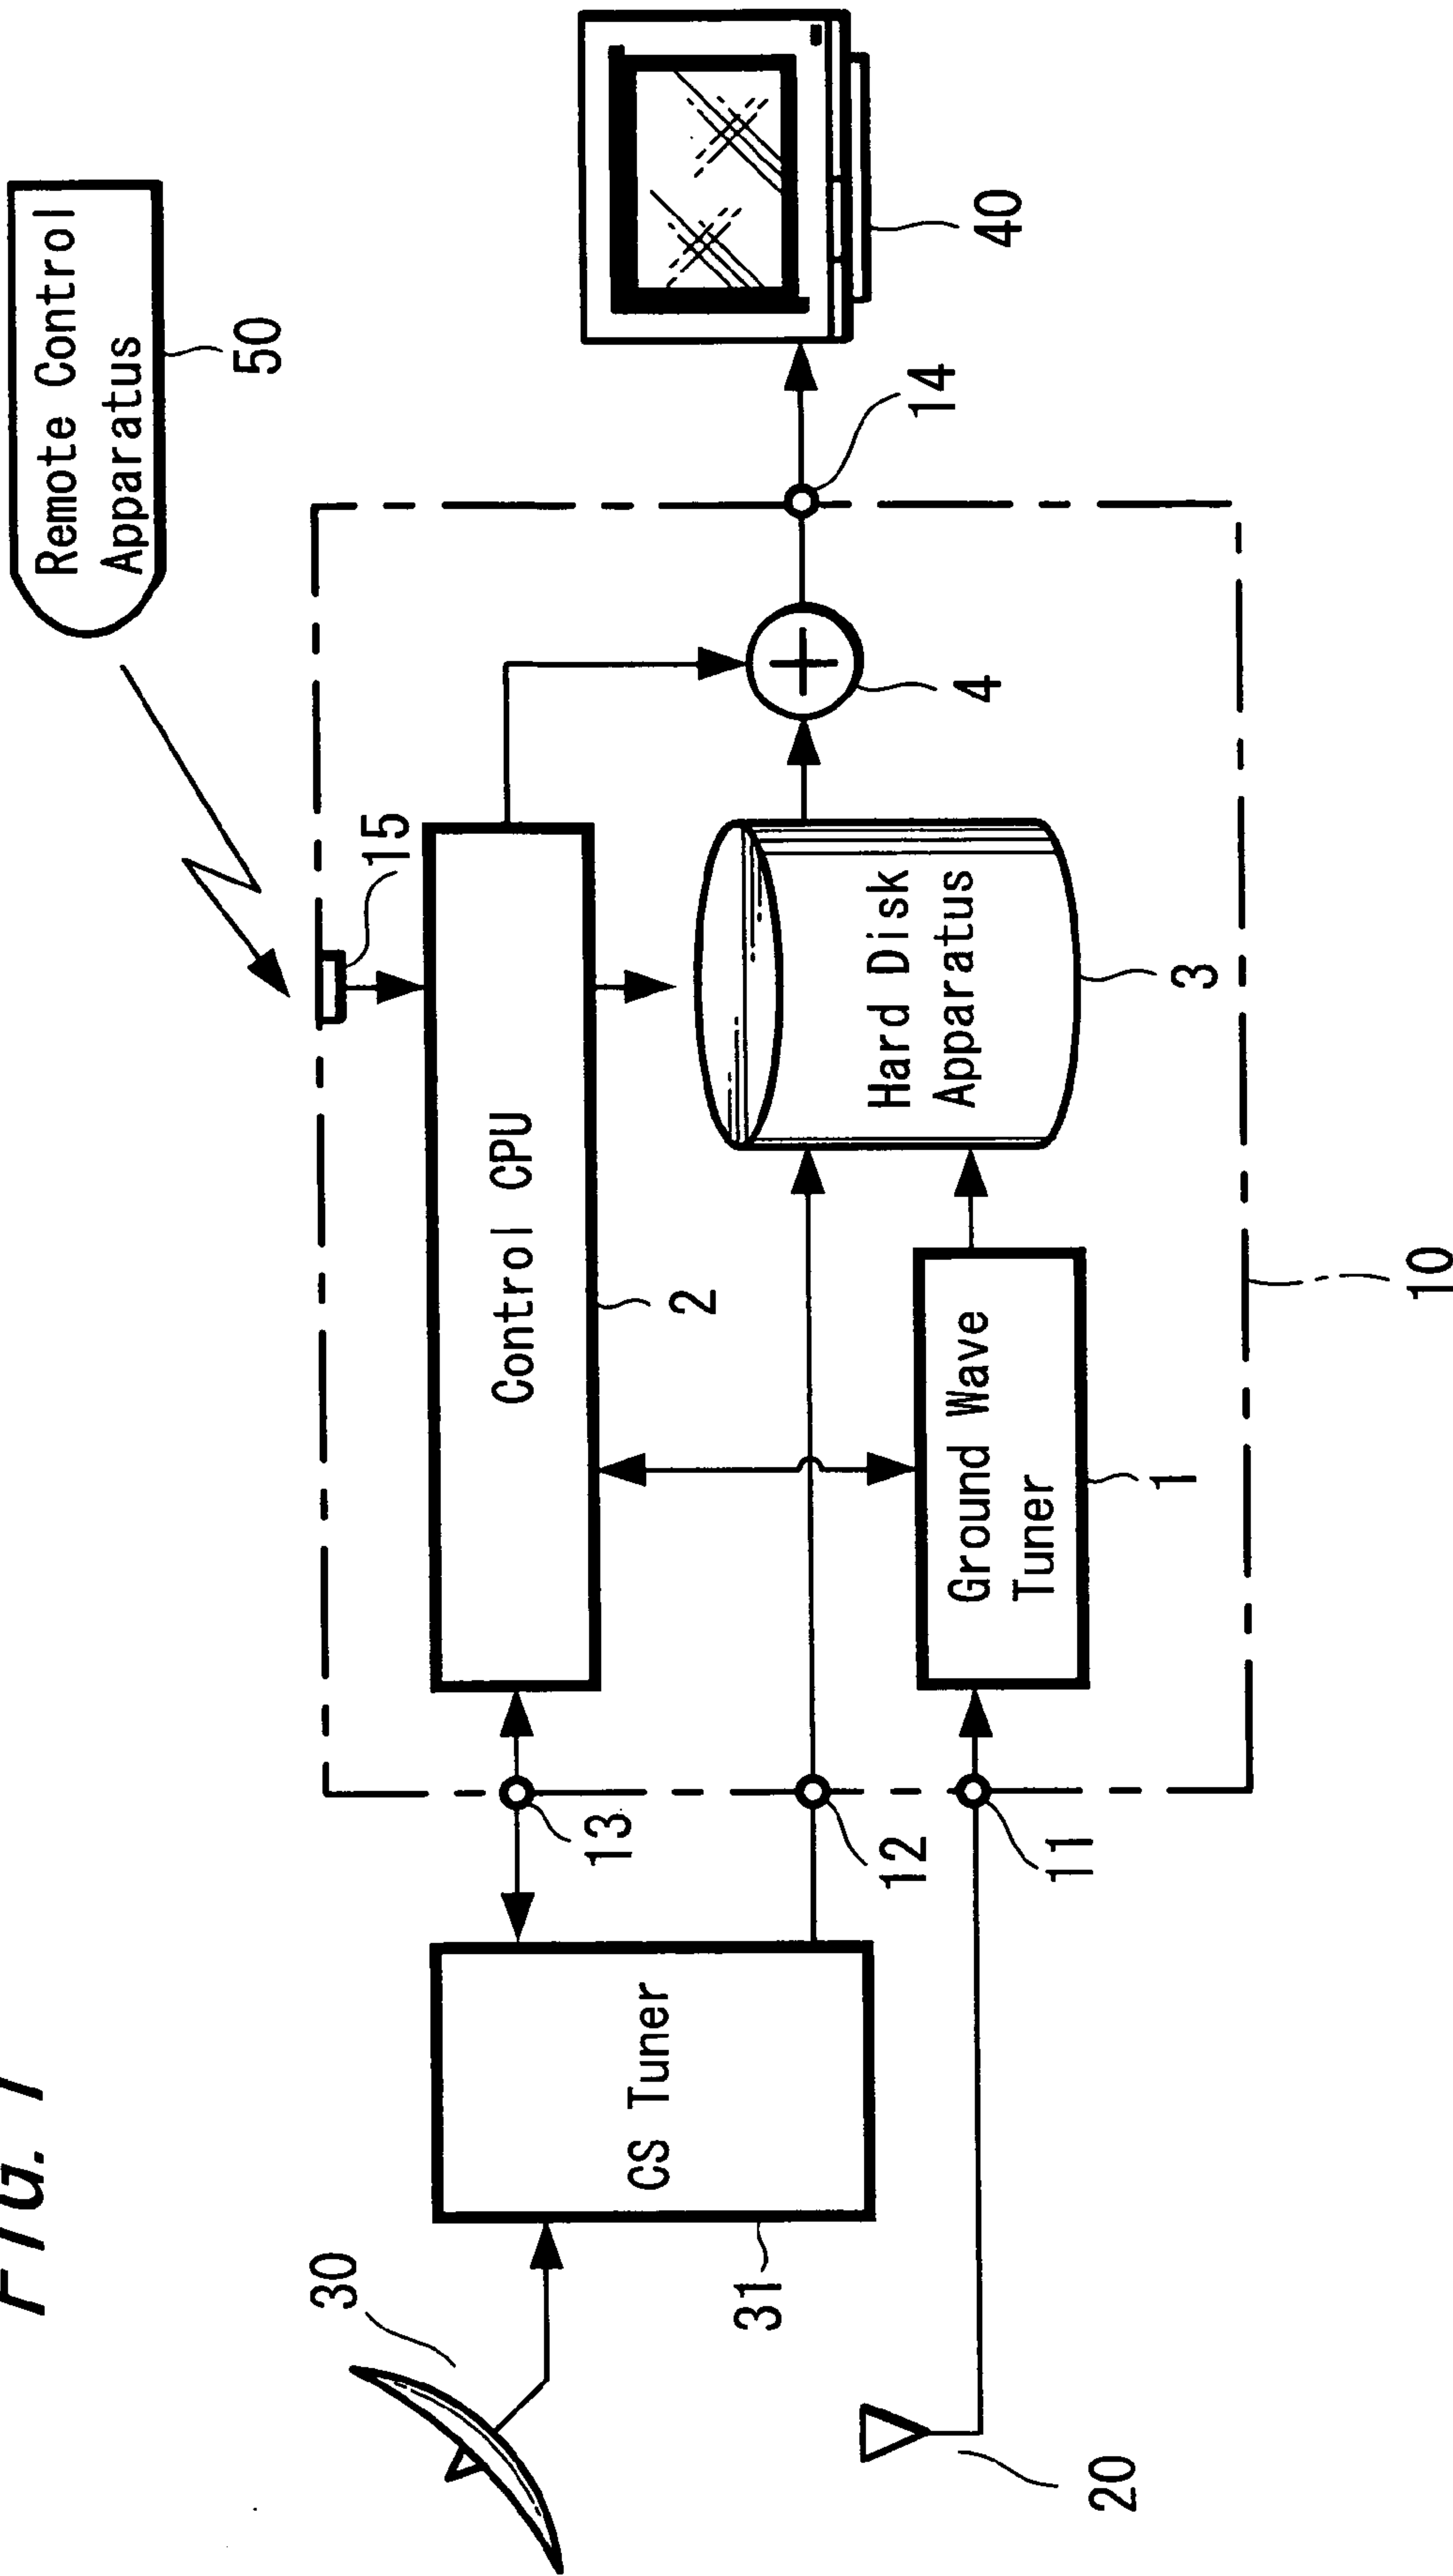 FIG. 1
Remote Control
Apparatus
50
30
15
Control CPU
13
2
CS Tuner
31
12
Hard Disk
Apparatus
3
4
14
40
Ground Wave
Tuner
1
11
20
10